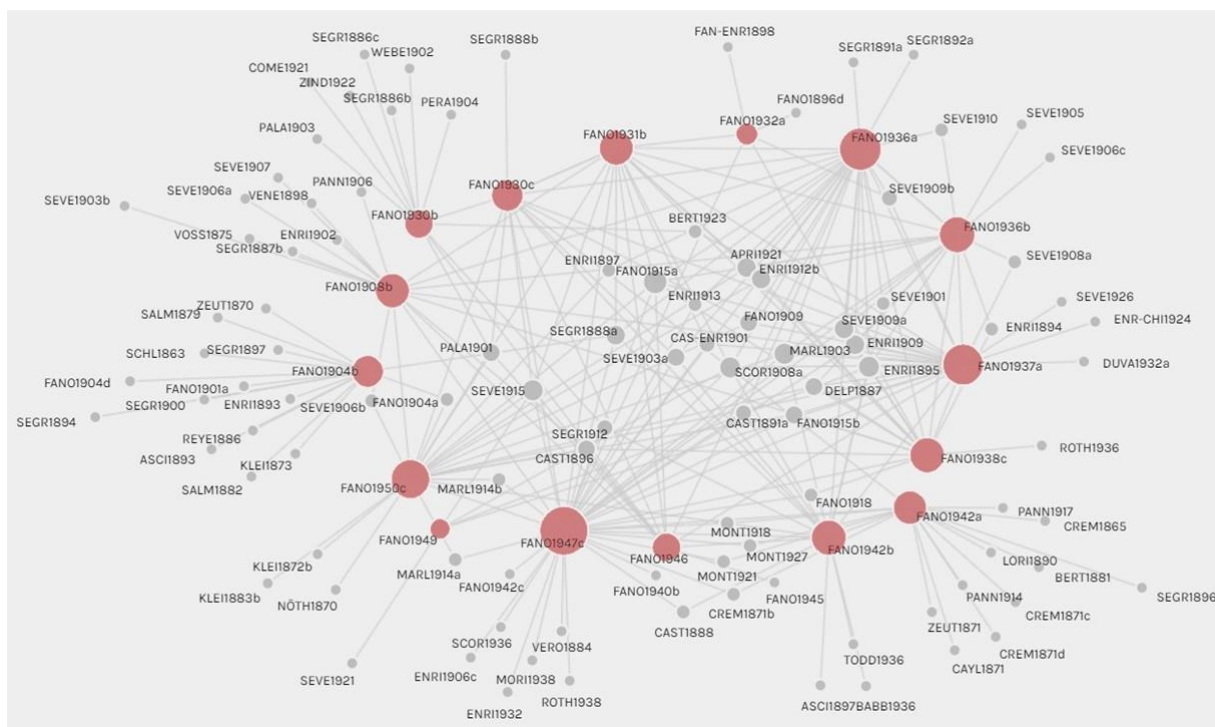 SEGR1886c
WEBE1902
SEGR1888b
FAN-ENR1898
SEGR1891a
SEGR1892a
COME1921
ZIND1922
SEGR1886b
PERA1904
FANO1896d
PALA1903
FANO1931b
FANO1932a
FANO1936a
SEVE1910
SEVE1905
SEVE1906c
SEVE1907
SEVE1906a
VENE1898
PANN1906
FANO1930c
SEVE1909b
SEVE1903b
FANO1930b
BERT1923
FANO1936b
VOSS1875
ENRI1902
SEGR1887b
ENRI1897
FANO1915a
APRI1921
ENRI1912b
SEVE1908a
FANO1908b
ENRI1913
ZEUT1870
SALM1879
SEVE1901
SEVE1926
FANO1909
SEVE1909a
ENRI1894
ENR-CHI1924
SEGR1888a
CAS-ENR1901
SCHL1863
SEGR1897
PALA1901
SEVE1903a
MARL1903
ENRI1909
FANO1904b
SCOR1908a
ENRI1895
FANO1937a
DUVA1932a
FANO1904d
FANO1901a
SEVE1915
DELP1887
SEGR1900
ENRI1893
SEVE1906b
FANO1904a
SEGR1894
CAST1891a
FANO1915b
REYE1886
SEGR1912
ROTH1936
ASCI1893
KLEI1873
CAST1896
FANO1938c
SALM1882
FANO1950c
MARL1914b
FANO1918
PANN1917
FANO1942a
CREM1865
FANO1949
FANO1947c
MONT1918
FANO1946
MONT1927
FANO1942b
LORI1890
KLEI1872b
MARL1914a
MONT1921
BERT1881
FANO1942c
FANO1940b
FANO1945
PANN1914
SEGR1896
KLEI1883b
NÖTH1870
CREM1871b
CREM1871c
ZEUT1871
CAST1888
SCOR1936
VERO1884
CREM1871d
TODD1936
CAYL1871
SEVE1921
ENRI1906c
MORI1938
ROTH1938
ENRI1932
ASCI1897
BABB1936